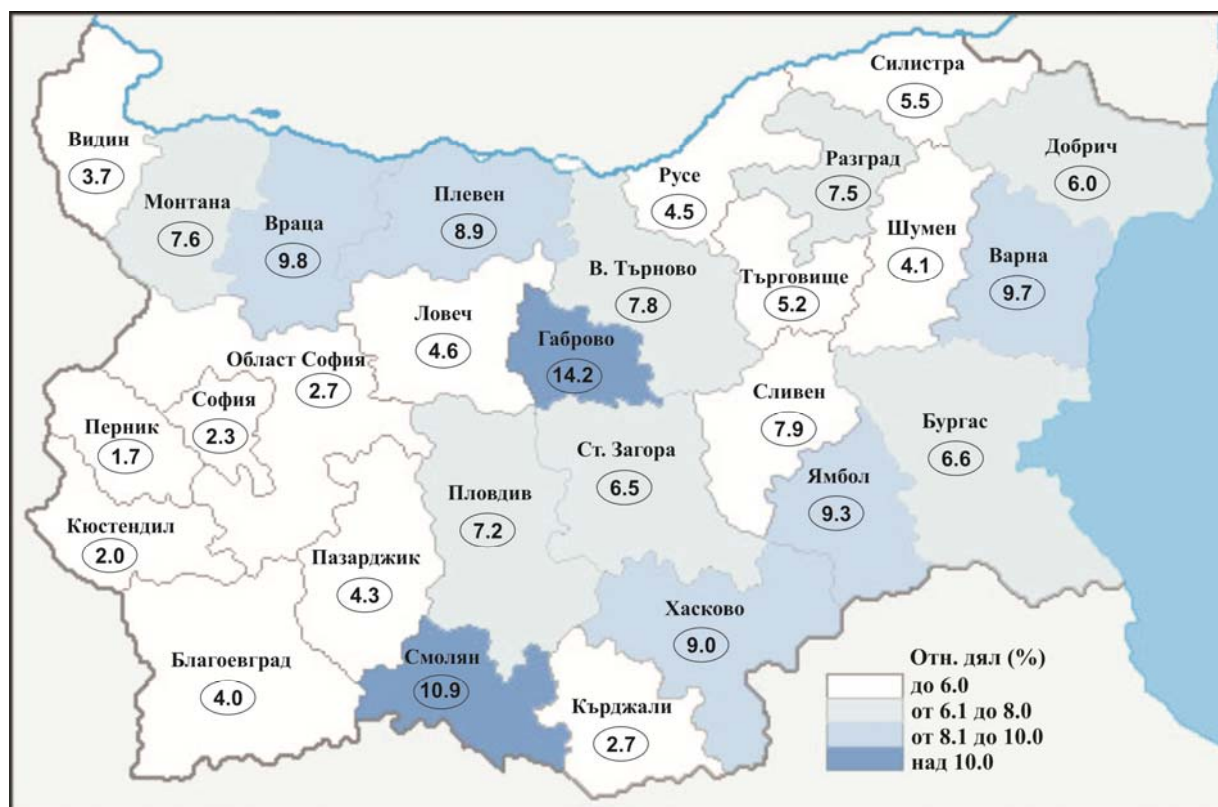 Силистра
5.5
Видин
3.7
Добрич
6.0
Разград
7.5
Русе
4.5
Монтана
7.6
Плевен
8.9
Враца
9.8
Шумен
4.1
Варна
9.7
В. Търново
7.8
Търговище
5.2
Ловеч
4.6
Габрово
14.2
Област София
2.7
София
2.3
Сливен
7.9
Бургас
6.6
Перник
1.7
Ст. Загора
6.5
Ямбол
9.3
Пловдив
7.2
Кюстендил
2.0
Пазарджик
4.3
Хасково
9.0
Благоевград
4.0
Смолян
10.9
Кърджали
2.7
Отн. дял (%)
до 6.0
от 6.1 до 8.0
от 8.1 до 10.0
над 10.0